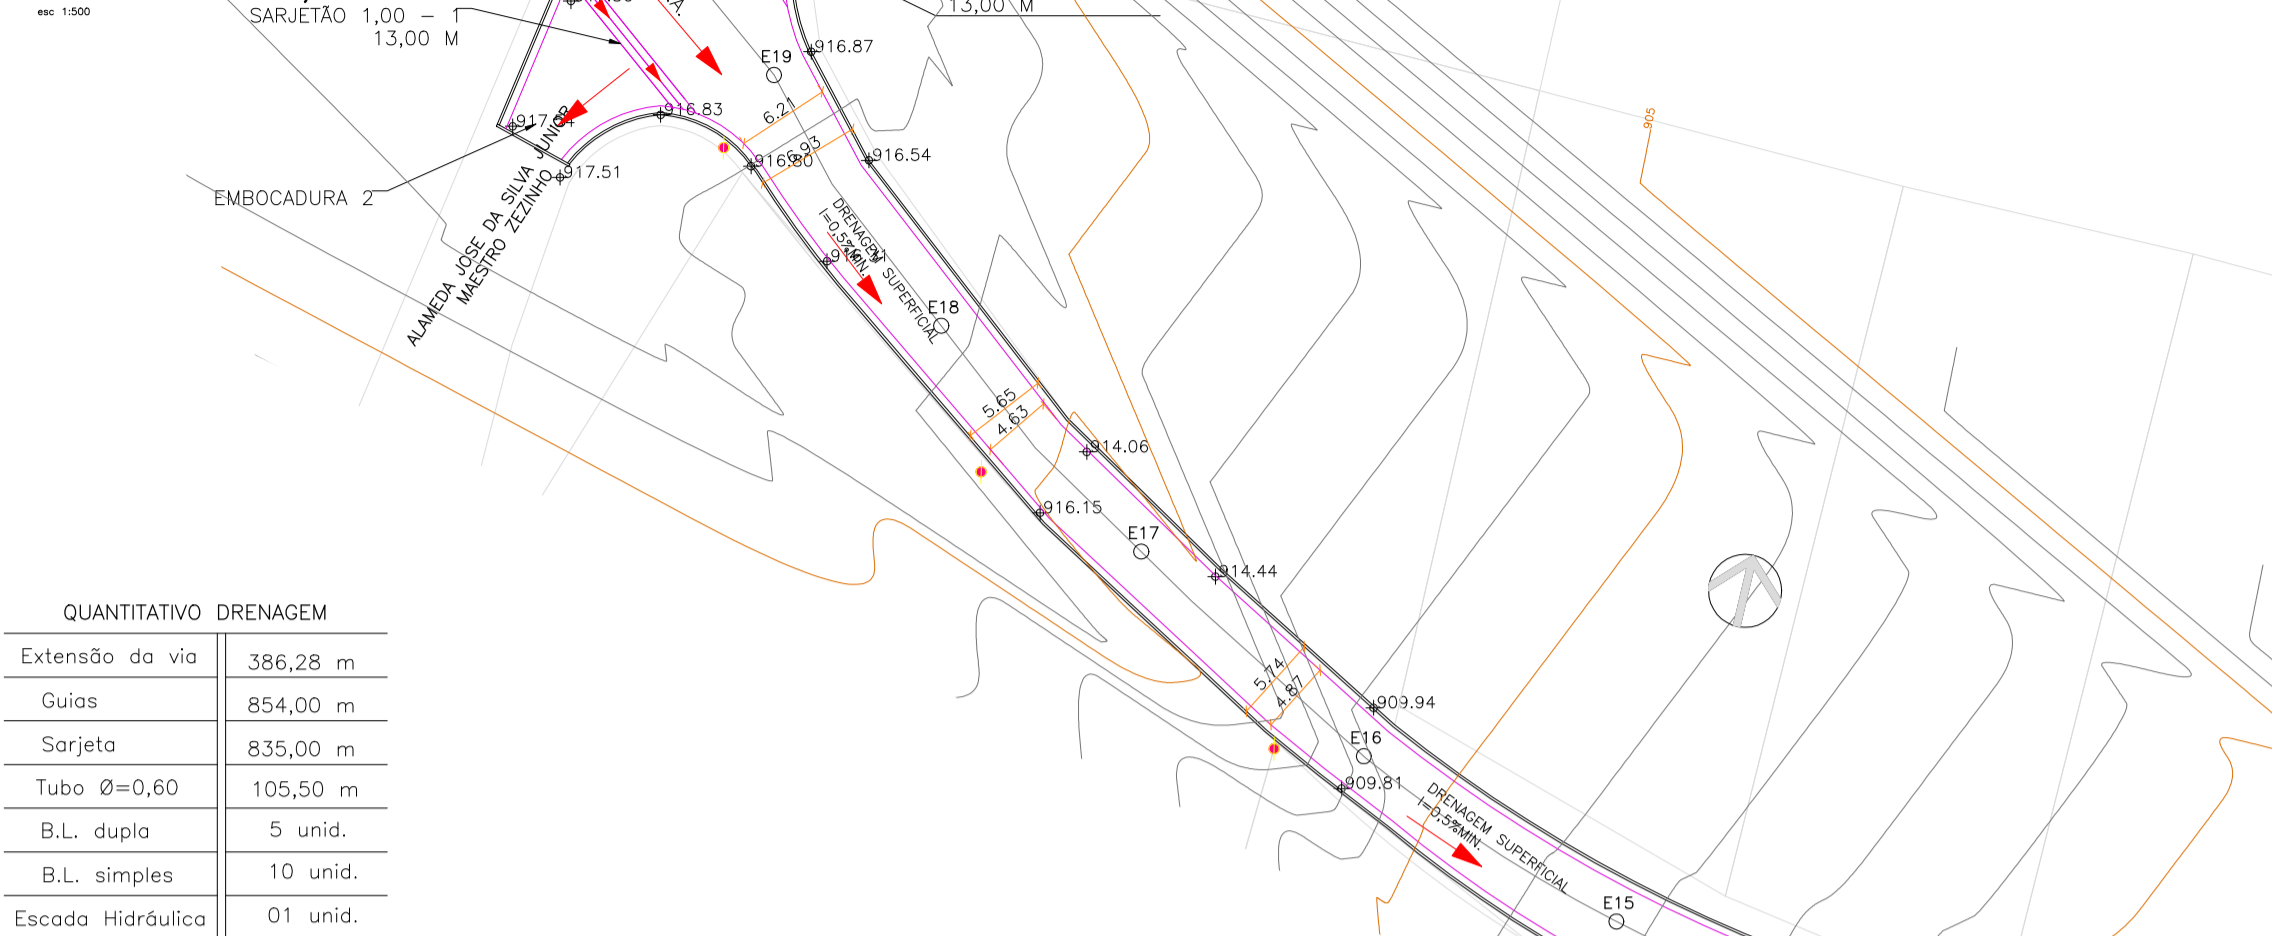 esc 1:500
SARJETÃO 1,00 - 1
13,00 M
13,00 M
916.87
E19
6.21
916.83
6.93
916.80
916.54
917.51
EMBOCADURA 2
ALAMEDA JOSE DA SILVA JUNIOR
MAESTRO ZEZINHO
905
DRENAGEM SUPERFICIAL
I=0,5%MIN.
E18
5.65
4.63
914.06
916.15
E17
914.44
5.74
4.87
909.94
E16
909.81
DRENAGEM SUPERFICIAL
I=0,5%MIN.
E15
QUANTITATIVO DRENAGEM
Extensão da via 386,28 m
Guias 854,00 m
Sarjeta 835,00 m
Tubo Ø=0,60 105,50 m
B.L. dupla 5 unid.
B.L. simples 10 unid.
Escada Hidráulica 01 unid.